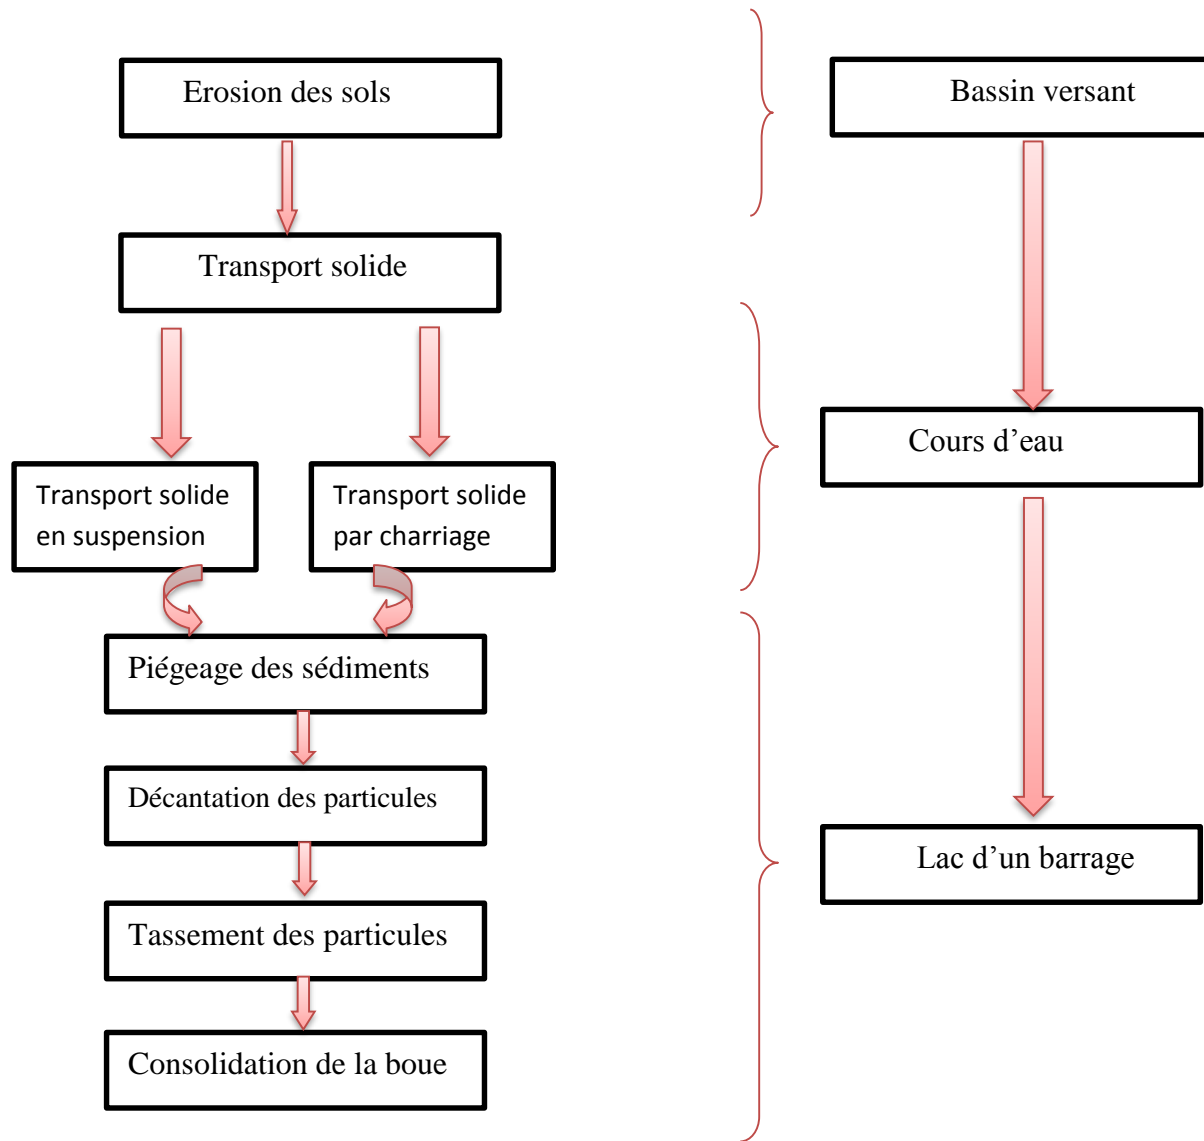 Erosion des sols
Bassin versant
Transport solide
Cours d’eau
Transport solide
en suspension
Transport solide
par charriage
Piégeage des sédiments
Décantation des particules
Lac d’un barrage
Tassement des particules
Consolidation de la boue